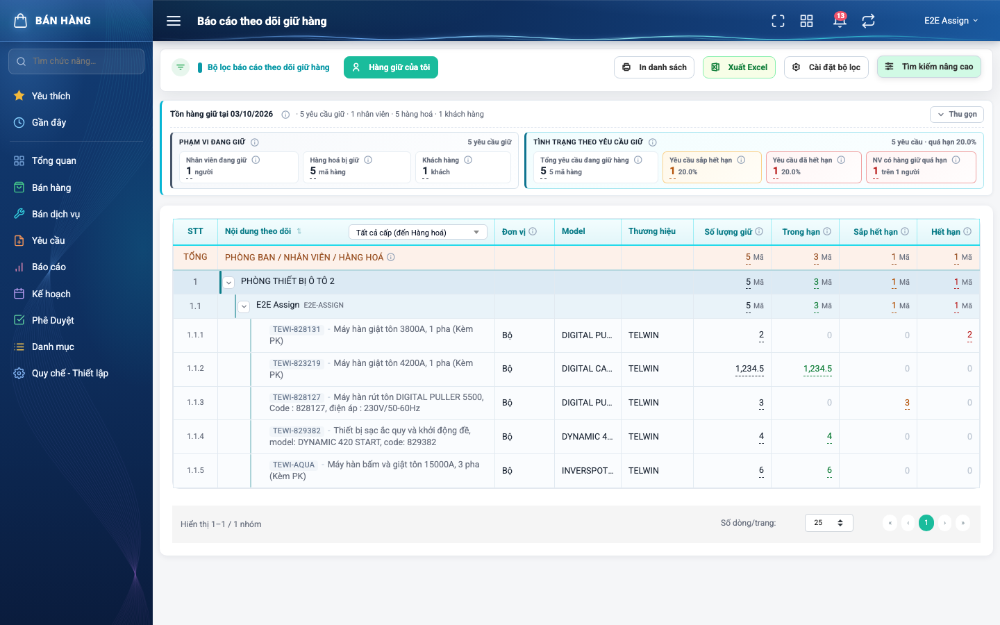 BÁN HÀNG
Báo cáo theo dõi giữ hàng
13
E2E Assign
Tìm chức năng...
Yêu thích
Gần đây
Tổng quan
Bán hàng
Bán dịch vụ
Yêu cầu
Báo cáo
Kế hoạch
Phê Duyệt
Danh mục
Quy chế - Thiết lập
Bộ lọc báo cáo theo dõi giữ hàng
Hàng giữ của tôi
In danh sách
Xuất Excel
Cài đặt bộ lọc
Tìm kiếm nâng cao
Tồn hàng giữ tại 03/10/2026 · 5 yêu cầu giữ · 1 nhân viên · 5 hàng hoá · 1 khách hàng
Thu gọn
PHẠM VI ĐANG GIỮ
5 yêu cầu giữ
Nhân viên đang giữ
1 người
Hàng hoá bị giữ
5 mã hàng
Khách hàng
1 khách
TÌNH TRẠNG THEO YÊU CẦU GIỮ
5 yêu cầu · quá hạn 20.0%
Tổng yêu cầu đang giữ hàng
5 5 mã hàng
Yêu cầu sắp hết hạn
1 20.0%
Yêu cầu đã hết hạn
1 20.0%
NV có hàng giữ quá hạn
1 trên 1 người
STT Nội dung theo dõi Tất cả cấp (đến Hàng hoá) Đơn vị Model Thương hiệu Số lượng giữ Trong hạn Sắp hết hạn Hết hạn
TỔNG PHÒNG BAN / NHÂN VIÊN / HÀNG HOÁ 5 Mã 3 Mã 1 Mã 1 Mã
1 PHÒNG THIẾT BỊ Ô TÔ 2 5 Mã 3 Mã 1 Mã 1 Mã
1.1 E2E Assign E2E-ASSIGN 5 Mã 3 Mã 1 Mã 1 Mã
1.1.1 TEWI-828131 - Máy hàn giật tôn 3800A, 1 pha (Kèm
PK) Bộ DIGITAL PU... TELWIN 2 0 0 2
1.1.2 TEWI-823219 - Máy hàn giật tôn 4200A, 1 pha (Kèm
PK) Bộ DIGITAL CA... TELWIN 1,234.5 1,234.5 0 0
1.1.3 TEWI-828127 - Máy hàn rút tôn DIGITAL PULLER 5500,
Code : 828127, điện áp : 230V/50-60Hz Bộ DIGITAL PU... TELWIN 3 0 3 0
1.1.4 TEWI-829382 - Thiết bị sạc ắc quy và khởi động đề,
model: DYNAMIC 420 START, code: 829382 Bộ DYNAMIC 4... TELWIN 4 4 0 0
1.1.5 TEWI-AQUA - Máy hàn bấm và giật tôn 15000A, 3 pha
(Kèm PK) Bộ INVERSPOT... TELWIN 6 6 0 0
Hiển thị 1–1 / 1 nhóm
Số dòng/trang: 25 « ‹ 1 › »